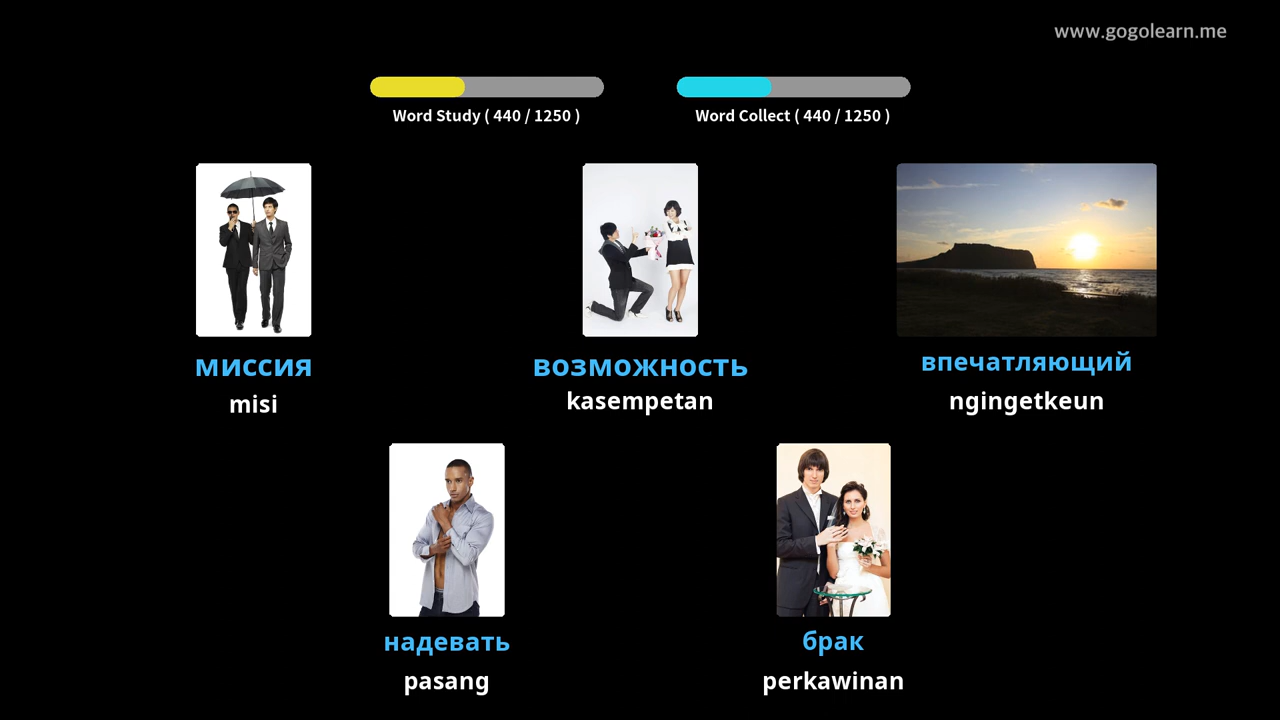 www.gogolearn.me
Word Study ( 440 / 1250 )
Word Collect ( 440 / 1250 )
миссия
misi
возможность
kasempetan
впечатляющий
ngingetkeun
надевать
pasang
брак
perkawinan